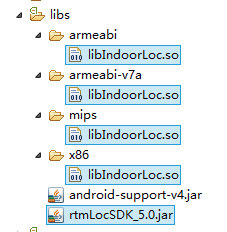 libs
armeabi
libIndoorLoc.so
armeabi-v7a
libIndoorLoc.so
mips
libIndoorLoc.so
x86
libIndoorLoc.so
android-support-v4.jar
rtmLocSDK_5.0.jar